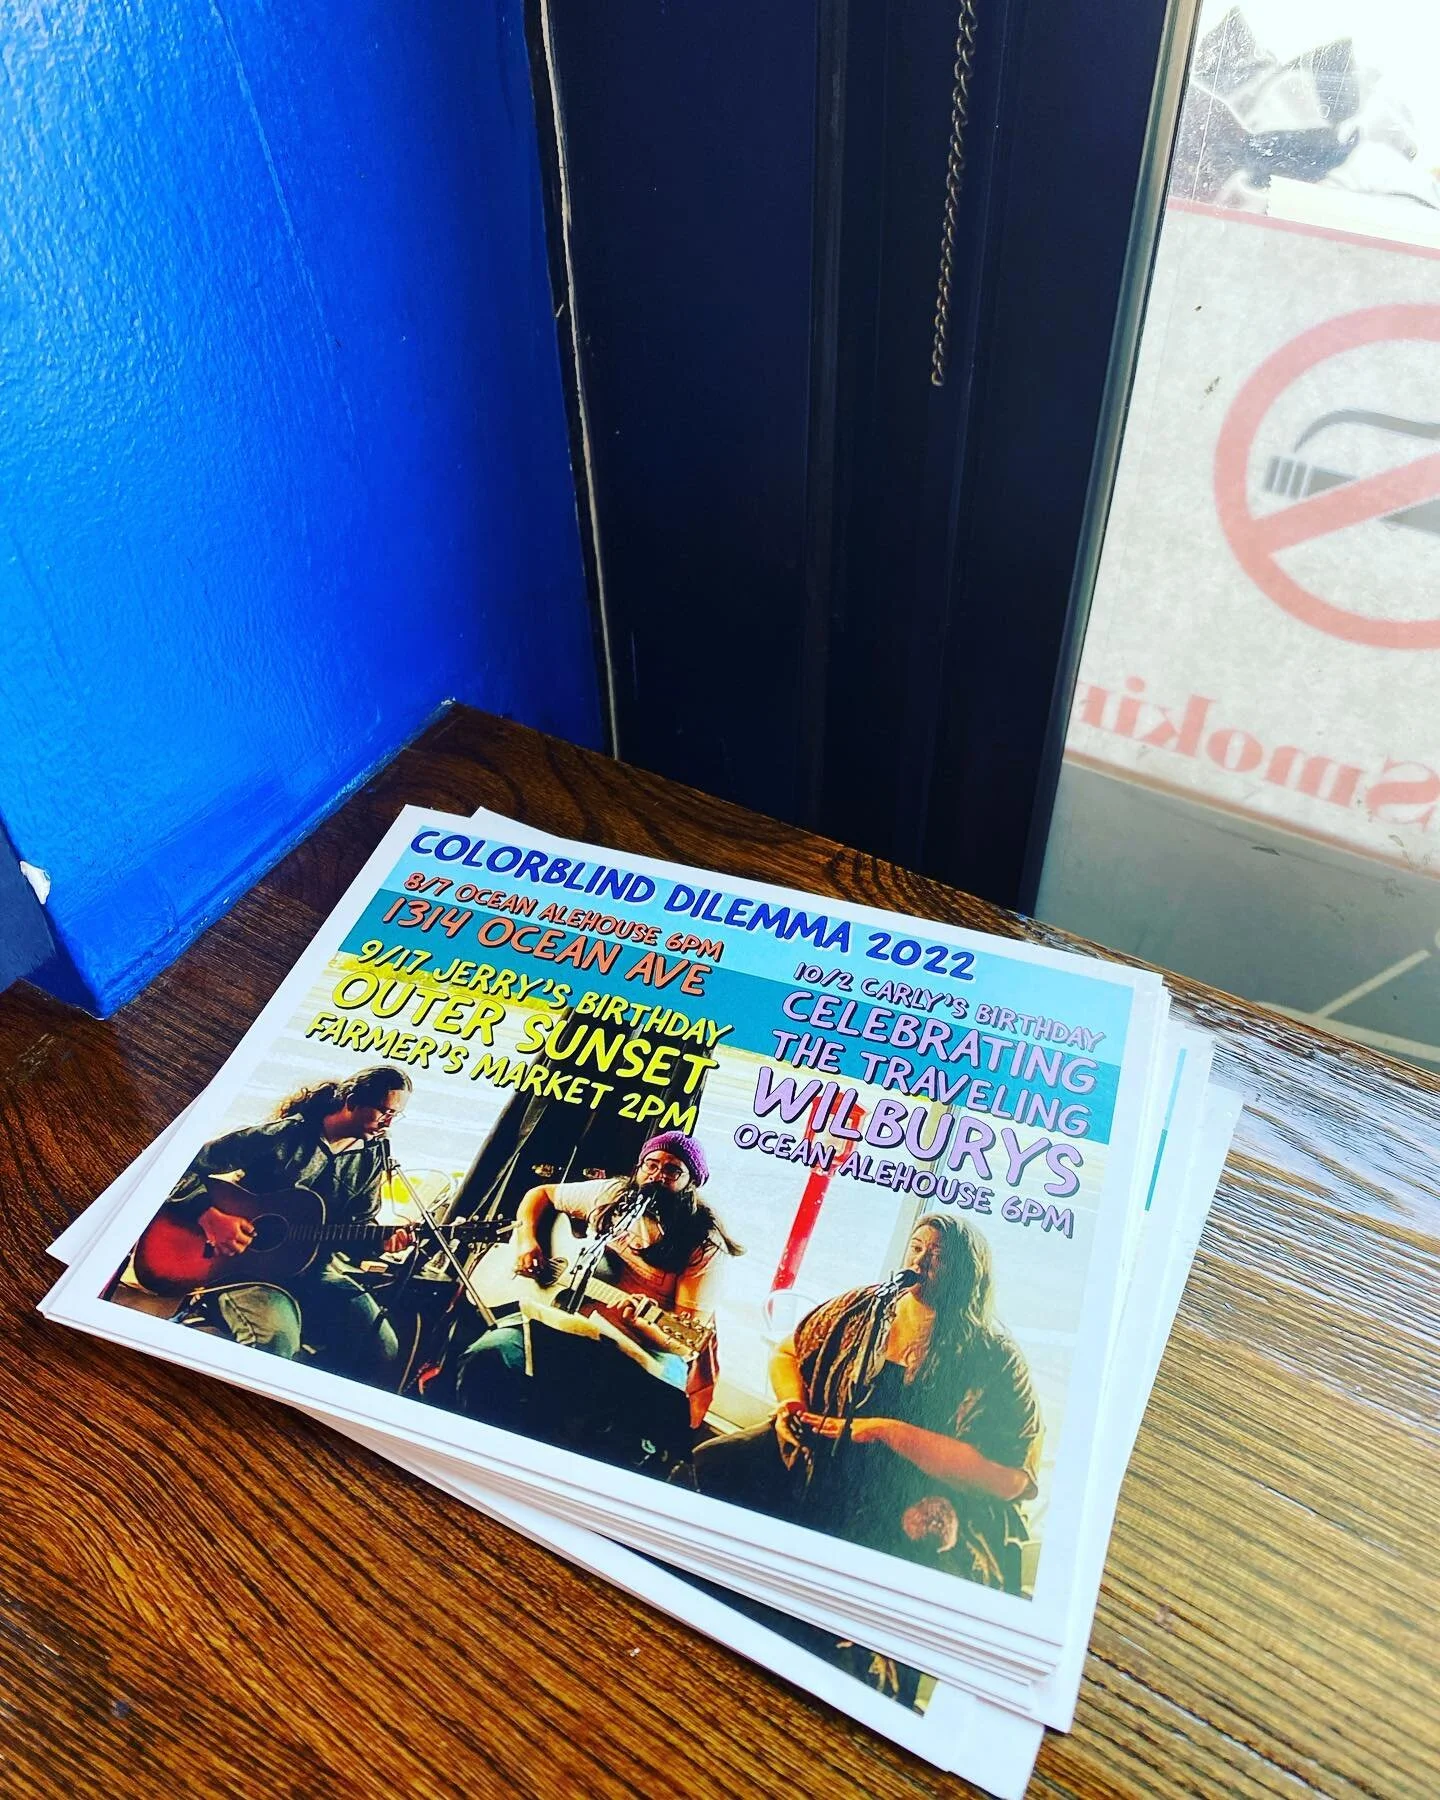 COLORBLIND DILEMMA 2022
8/7 OCEAN ALEHOUSE 6PM
1314 OCEAN AVE
9/17 JERRY'S BIRTHDAY
OUTER SUNSET
FARMER'S MARKET 2PM
10/2 CARLY'S BIRTHDAY
CELEBRATING
THE TRAVELING
WILBURYS
OCEAN ALEHOUSE 6PM
Smokin